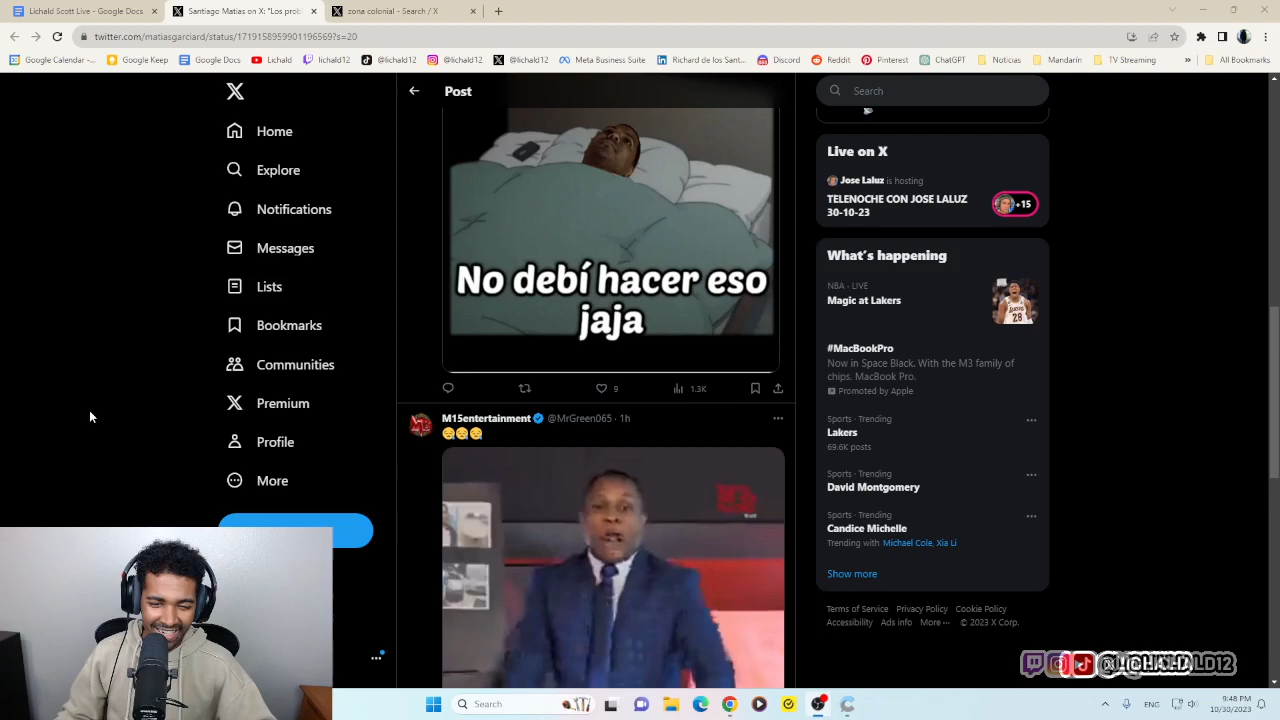 Lichald Scott Live - Google Docs
Santiago Matias on X: "Los prob
zona colonial - Search / X
twitter.com/matiasgarciard/status/1719158959901196569?s=20
Google Calendar -...
Google Keep
Google Docs
Lichald
lichald12
@lichald12
@lichald12
@lichald12
Meta Business Suite
Richard de los Sant...
Discord
Reddit
Pinterest
ChatGPT
Noticias
Mandarín
TV Streaming
All Bookmarks
Home
Explore
Notifications
Messages
Lists
Bookmarks
Communities
Premium
Profile
More
Post
No debí hacer eso
jaja
9
1.3K
M15entertainment @MrGreen065 · 1h
Search
Live on X
Jose Laluz is hosting
TELENOCHE CON JOSE LALUZ
30-10-23
+15
What's happening
NBA · LIVE
Magic at Lakers
28
#MacBookPro
Now in Space Black. With the M3 family of
chips. MacBook Pro.
Promoted by Apple
Sports · Trending
Lakers
69.6K posts
Sports · Trending
David Montgomery
Sports · Trending
Candice Michelle
Trending with Michael Cole, Xia Li
Show more
Terms of Service Privacy Policy Cookie Policy
Accessibility Ads info More ··· © 2023 X Corp.
Search
ENG
9:48 PM
10/30/2023